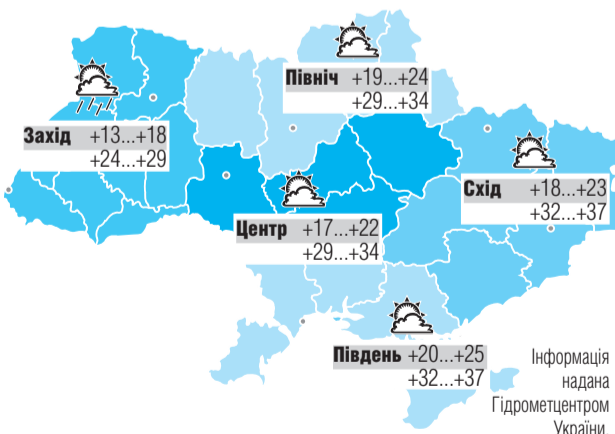 Північ +19...+24
+29...+34
Захід +13...+18
+24...+29
Схід +18...+23
+32...+37
Центр +17...+22
+29...+34
Південь +20...+25
+32...+37
Інформація
надана
Гідрометцентром
України.